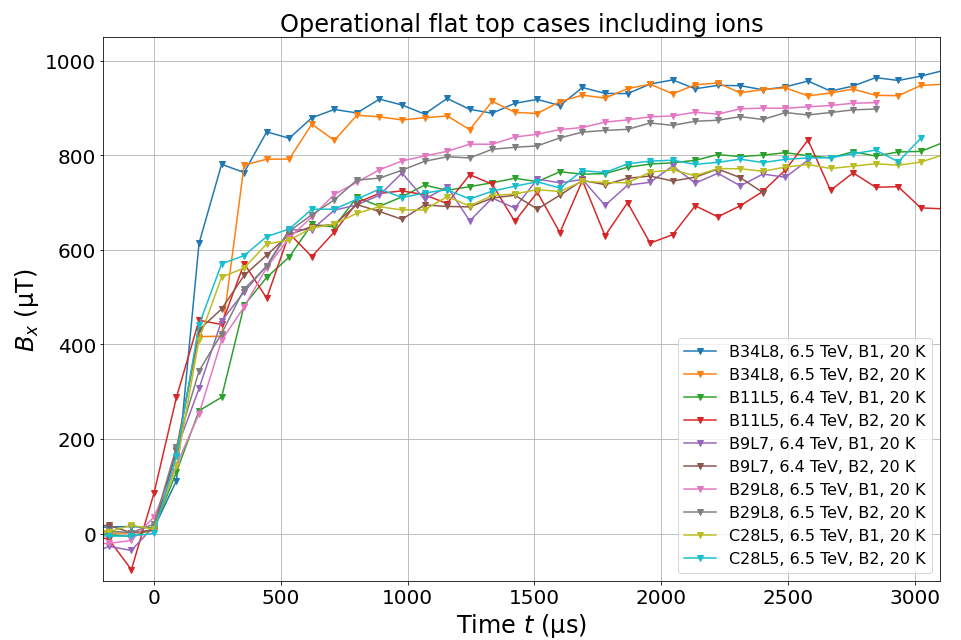 Operational flat top cases including ions
1000
800
600
400
200
0
B_x (μT)
B34L8, 6.5 TeV, B1, 20 K
B34L8, 6.5 TeV, B2, 20 K
B11L5, 6.4 TeV, B1, 20 K
B11L5, 6.4 TeV, B2, 20 K
B9L7, 6.4 TeV, B1, 20 K
B9L7, 6.4 TeV, B2, 20 K
B29L8, 6.5 TeV, B1, 20 K
B29L8, 6.5 TeV, B2, 20 K
C28L5, 6.5 TeV, B1, 20 K
C28L5, 6.5 TeV, B2, 20 K
0 500 1000 1500 2000 2500 3000
Time t (μs)